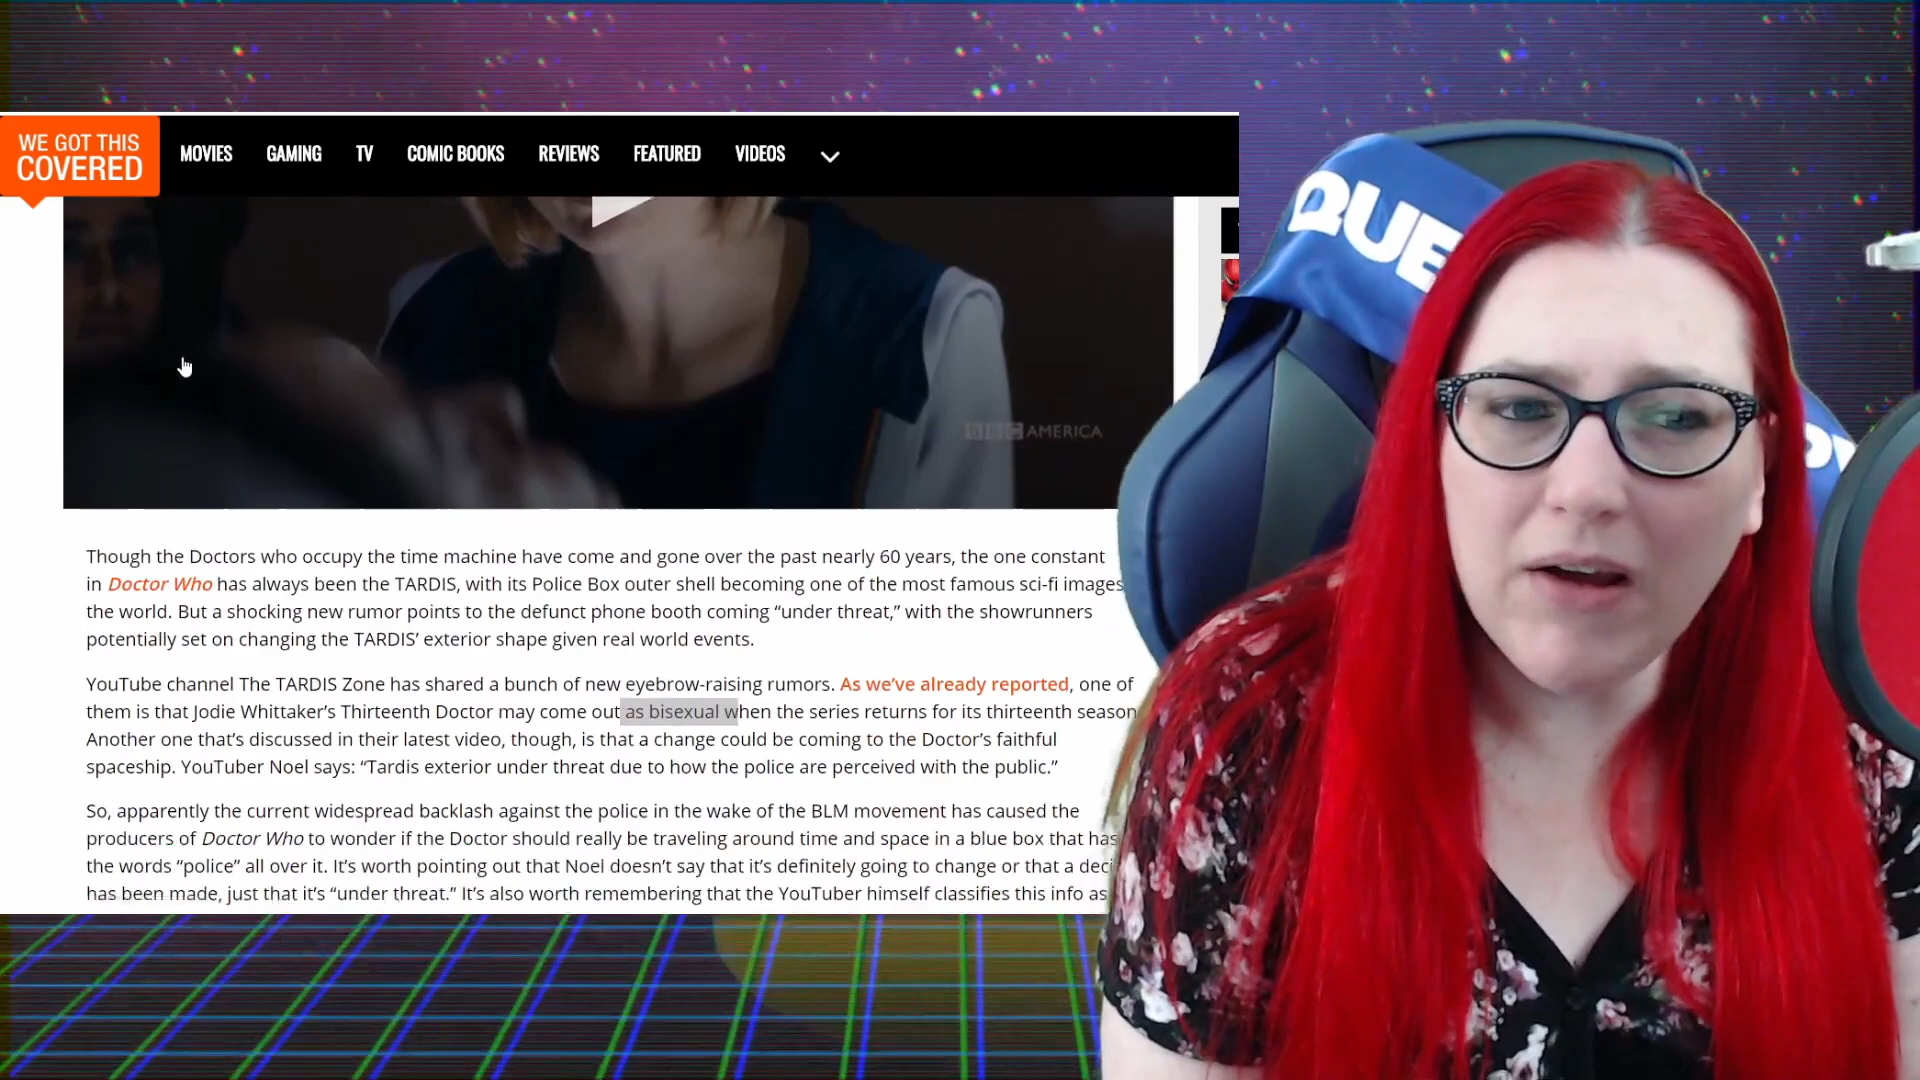 WE GOT THIS
COVERED
MOVIES GAMING TV COMIC BOOKS REVIEWS FEATURED VIDEOS
QUE
BBC AMERICA
Though the Doctors who occupy the time machine have come and gone over the past nearly 60 years, the one constant
in Doctor Who has always been the TARDIS, with its Police Box outer shell becoming one of the most famous sci-fi images
the world. But a shocking new rumor points to the defunct phone booth coming “under threat,” with the showrunners
potentially set on changing the TARDIS’ exterior shape given real world events.
YouTube channel The TARDIS Zone has shared a bunch of new eyebrow-raising rumors. As we’ve already reported, one of
them is that Jodie Whittaker’s Thirteenth Doctor may come out as bisexual when the series returns for its thirteenth season
Another one that’s discussed in their latest video, though, is that a change could be coming to the Doctor’s faithful
spaceship. YouTuber Noel says: “Tardis exterior under threat due to how the police are perceived with the public.”
So, apparently the current widespread backlash against the police in the wake of the BLM movement has caused the
producers of Doctor Who to wonder if the Doctor should really be traveling around time and space in a blue box that has
the words “police” all over it. It’s worth pointing out that Noel doesn’t say that it’s definitely going to change or that a deci
has been made, just that it’s “under threat.” It’s also worth remembering that the YouTuber himself classifies this info as